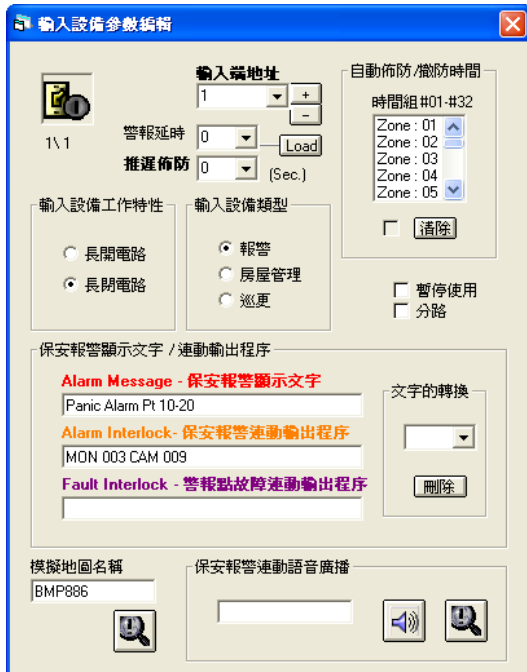 輸入設備參數編輯
輸入端地址
1
+
-
1\ 1
警報延時
0
Load
推遲佈防
0
(Sec.)
自動佈防/撤防時間
時間組#01-#32
Zone : 01
Zone : 02
Zone : 03
Zone : 04
Zone : 05
清除
輸入設備工作特性
長開電路
長閉電路
輸入設備類型
報警
房屋管理
巡更
暫停使用
分路
保安報警顯示文字 / 連動輸出程序
Alarm Message - 保安報警顯示文字
Panic Alarm Pt 10-20
Alarm Interlock- 保安報警連動輸出程序
MON 003 CAM 009
Fault Interlock - 警報點故障連動輸出程序
文字的轉換
刪除
模擬地圖名稱
BMP886
保安報警連動語音廣播